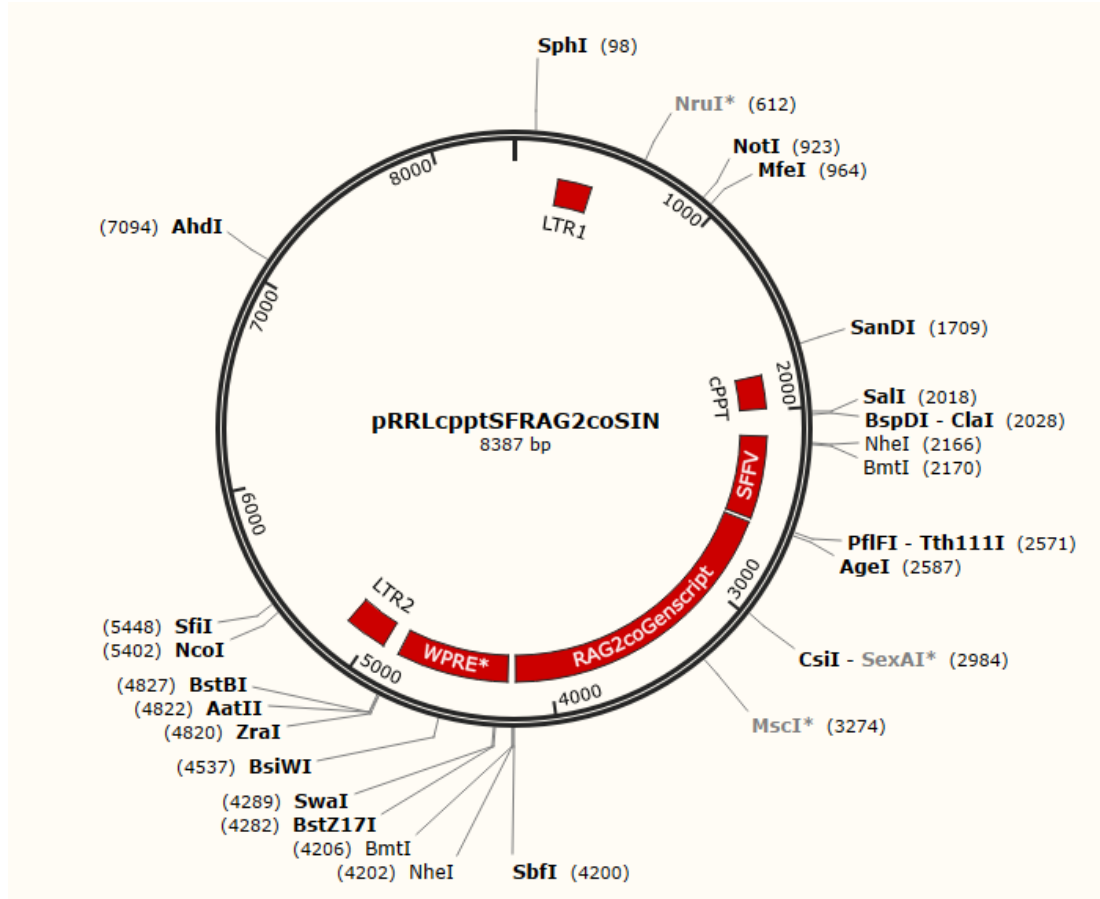 SphI (98)
NruI* (612)
NotI (923)
MfeI (964)
8000
1000
LTR1
(7094) AhdI
7000
SanDI (1709)
2000
cPPT
SalI (2018)
BspDI - ClaI (2028)
NheI (2166)
BmtI (2170)
pRRLcpptSFRAG2coSIN
8387 bp
SFFV
6000
PflFI - Tth111I (2571)
AgeI (2587)
3000
RAG2coGenscript
LTR2
WPRE*
5000
4000
(5448) SfiI
(5402) NcoI
CsiI - SexAI* (2984)
(4827) BstBI
(4822) AatII
(4820) ZraI
MscI* (3274)
(4537) BsiWI
(4289) SwaI
(4282) BstZ17I
(4206) BmtI
(4202) NheI
SbfI (4200)